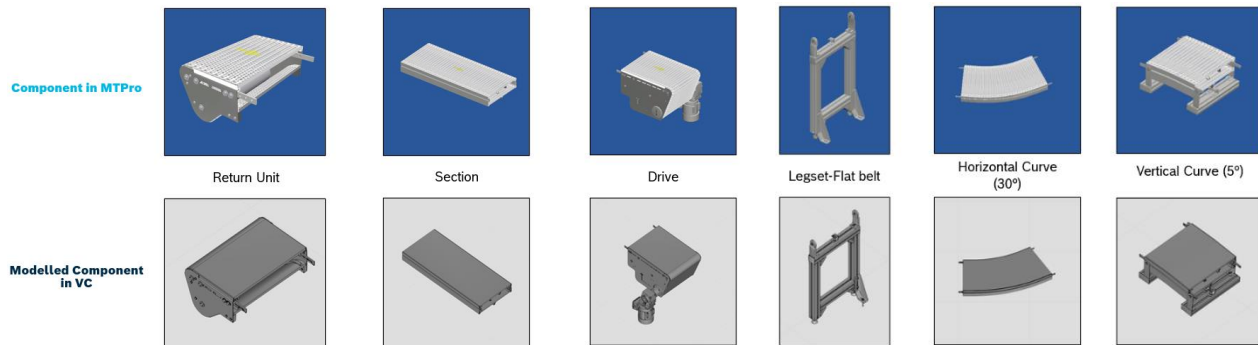 Component in MTPro
Return Unit
Section
Drive
Legset-Flat belt
Horizontal Curve
(30º)
Vertical Curve (5º)
Modelled Component
in VC